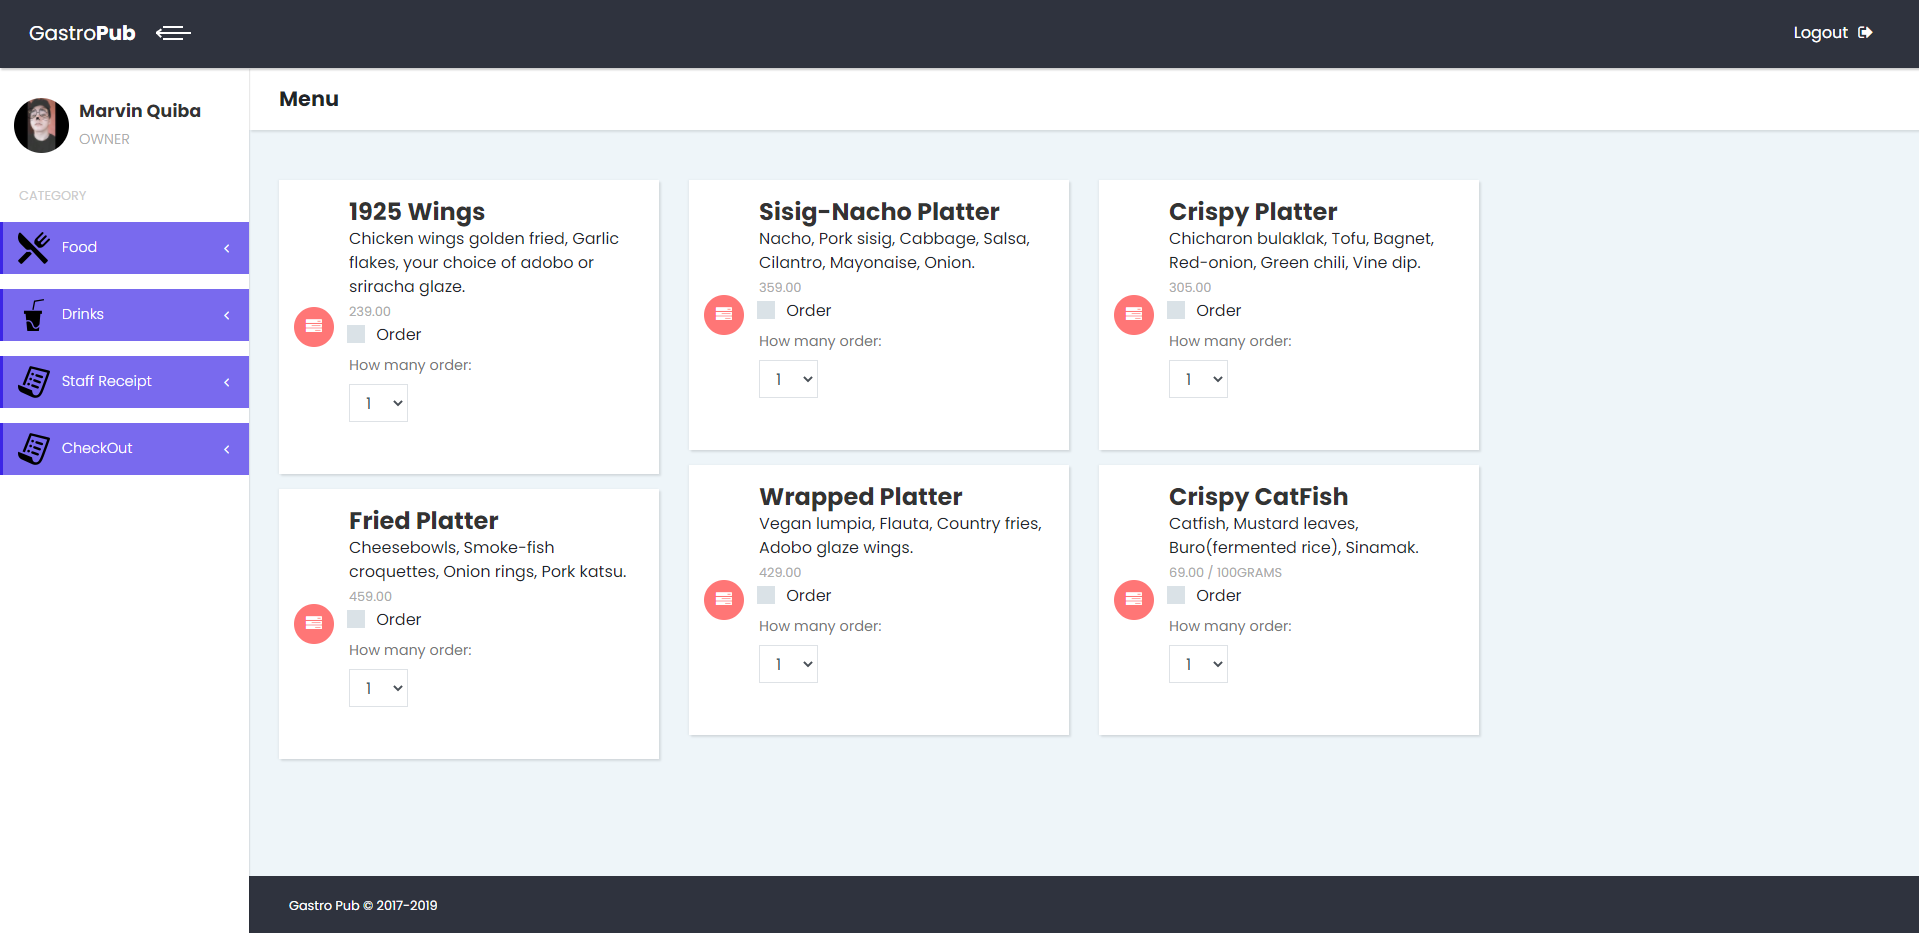 GastroPub
Logout
Marvin Quiba
OWNER
CATEGORY
Food
Drinks
Staff Receipt
CheckOut
Menu
1925 Wings
Chicken wings golden fried, Garlic
flakes, your choice of adobo or
sriracha glaze.
239.00
Order
How many order:
1
Sisig-Nacho Platter
Nacho, Pork sisig, Cabbage, Salsa,
Cilantro, Mayonaise, Onion.
359.00
Order
How many order:
1
Crispy Platter
Chicharon bulaklak, Tofu, Bagnet,
Red-onion, Green chili, Vine dip.
305.00
Order
How many order:
1
Fried Platter
Cheesebowls, Smoke-fish
croquettes, Onion rings, Pork katsu.
459.00
Order
How many order:
1
Wrapped Platter
Vegan lumpia, Flauta, Country fries,
Adobo glaze wings.
429.00
Order
How many order:
1
Crispy CatFish
Catfish, Mustard leaves,
Buro(fermented rice), Sinamak.
69.00 / 100GRAMS
Order
How many order:
1
Gastro Pub © 2017-2019